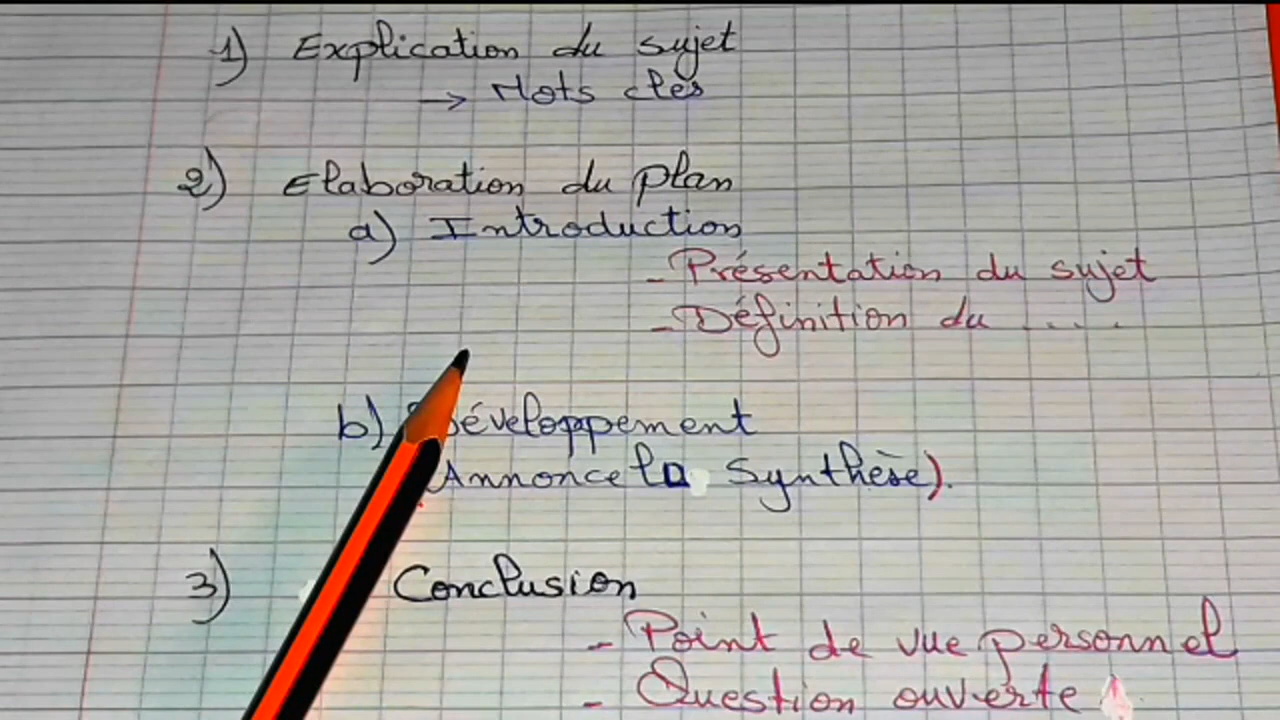 1) Explication du sujet
→ Mots clés
2) Elaboration du plan
a) Introduction
- Présentation du sujet
- Définition du ....
b) Développement
(Annonce la Synthèse).
3) Conclusion
- Point de vue personnel
- Question ouverte